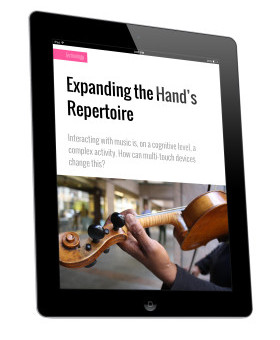 technology
Expanding the Hand's
Repertoire
Interacting with music is, on a cognitive level, a
complex activity. How can multi-touch devices
change this?